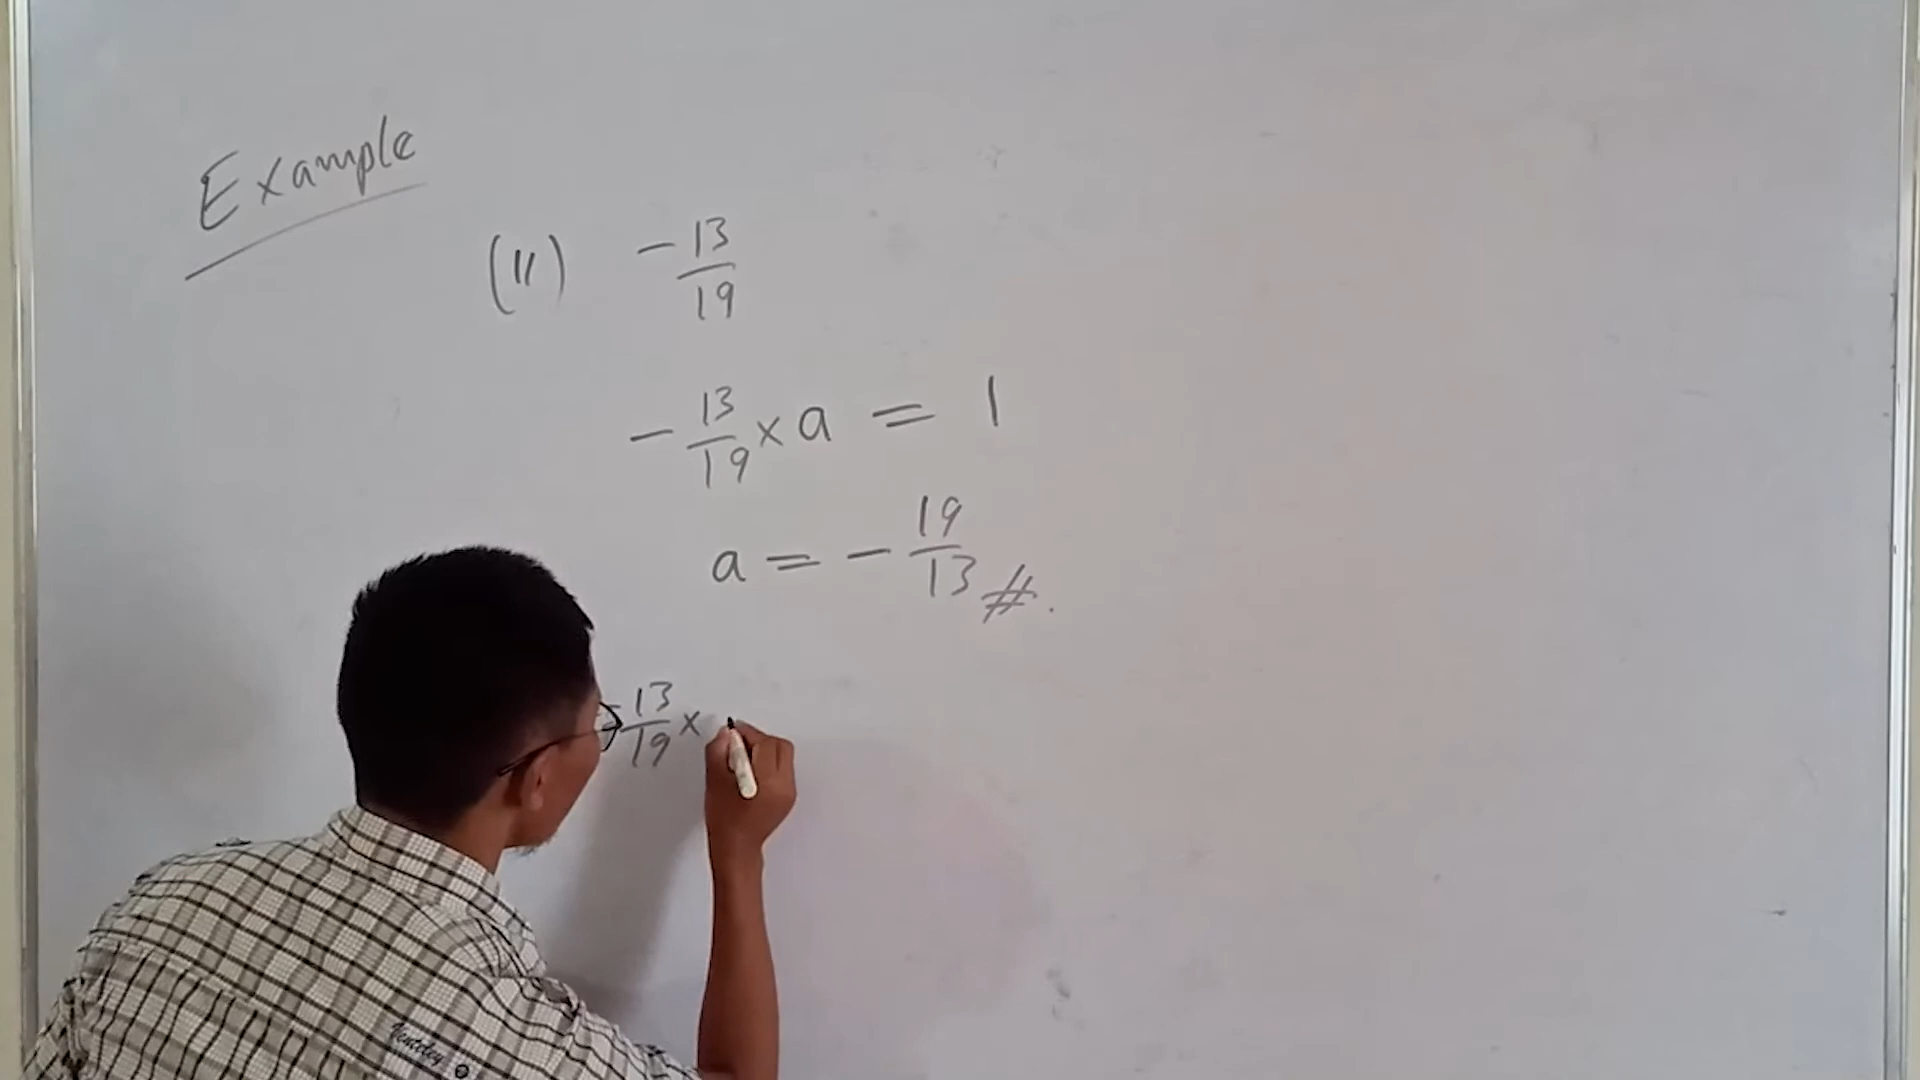 Example
(11) -13/19
-13/19 × a = 1
a = -19/13 #.
-13/19 ×